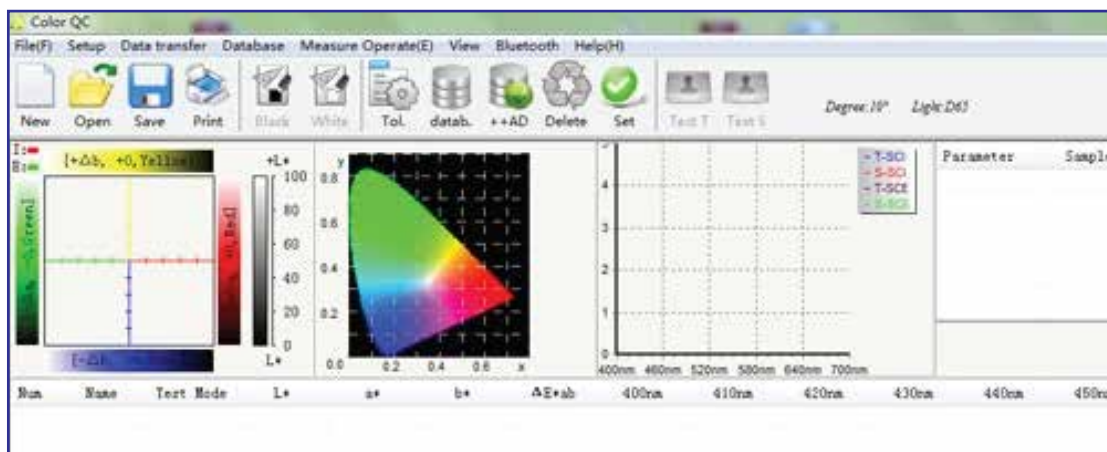 Color QC
File(F) Setup Data transfer Database Measure Operate(E) View Bluetooth Help(H)
New Open Save Print Black White Tol. datab. ++AD Delete Set Test T Test S
Degree:10° Light:D65
I:
E:
[+△b, +0,Yellow]
+L*
100
80
60
40
20
0
L*
+0,Red]
y
0.8
0.6
0.4
0.2
0.0 0.2 0.4 0.6 x
4
3
2
1
0
400nm 460nm 520nm 580nm 640nm 700nm
T-SCI
S-SCI
T-SCE
S-SCE
Parameter Sample
Num Name Test Mode L* a* b* △E*ab 400nm 410nm 420nm 430nm 440nm 450n